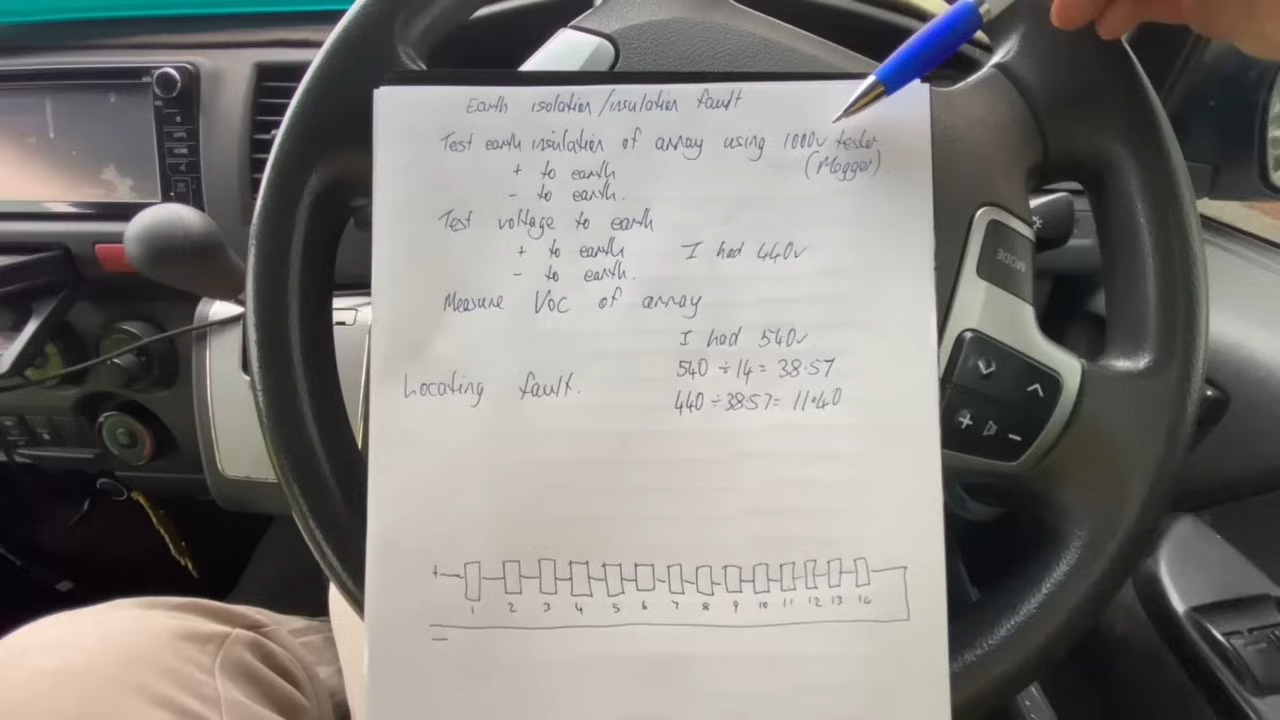 Earth isolation/insulation fault
Test earth insulation of array using 1000v tester
(Megger).
+ to earth
- to earth.
Test voltage to earth
+ to earth I had 440v
- to earth.
Measure Voc of array
I had 540v
540 ÷ 14 = 38.57
Locating fault.
440 ÷ 38.57 = 11.40
+
1 2 3 4 5 6 7 8 9 10 11 12 13 14
-
MODE
+ -